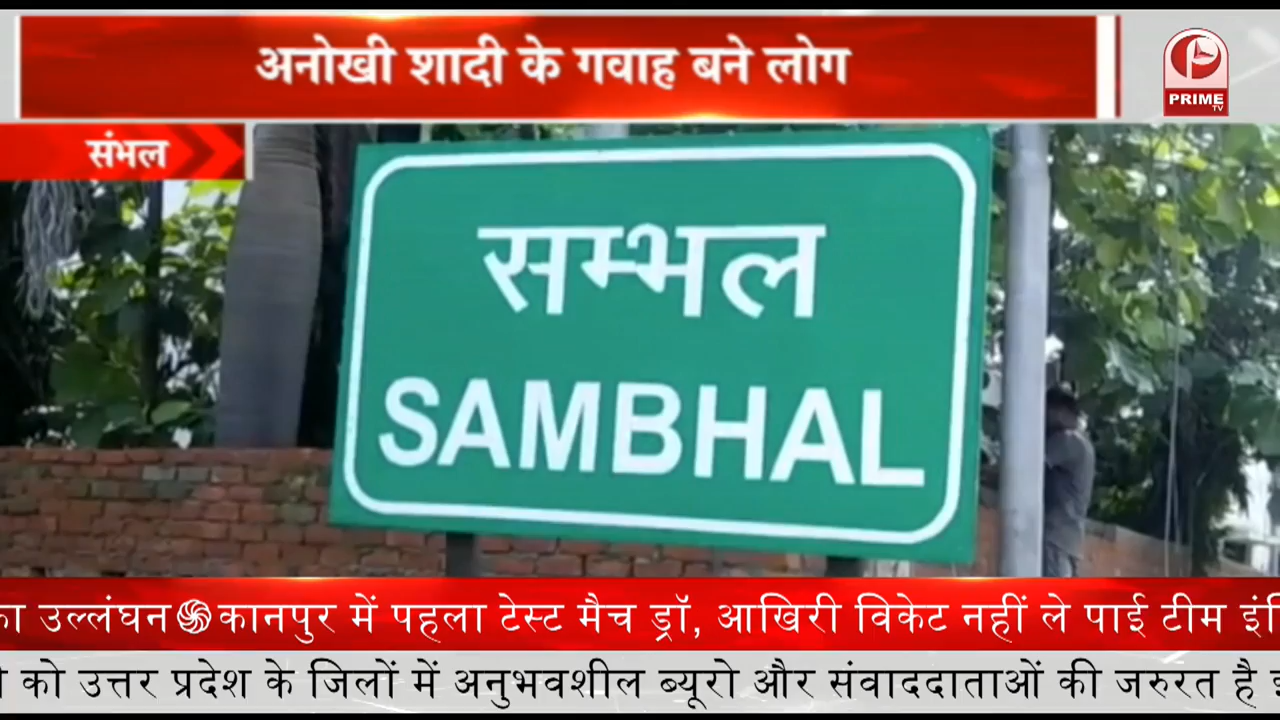 अनोखी शादी के गवाह बने लोग
PRIME
TV
संभल
सम्भल
SAMBHAL
उल्लंघन֍कानपुर में पहला टेस्ट मैच ड्रॉ, आखिरी विकेट नहीं ले पाई टीम
को उत्तर प्रदेश के जिलों में अनुभवशील ब्यूरो और संवाददाताओं की जरुरत है